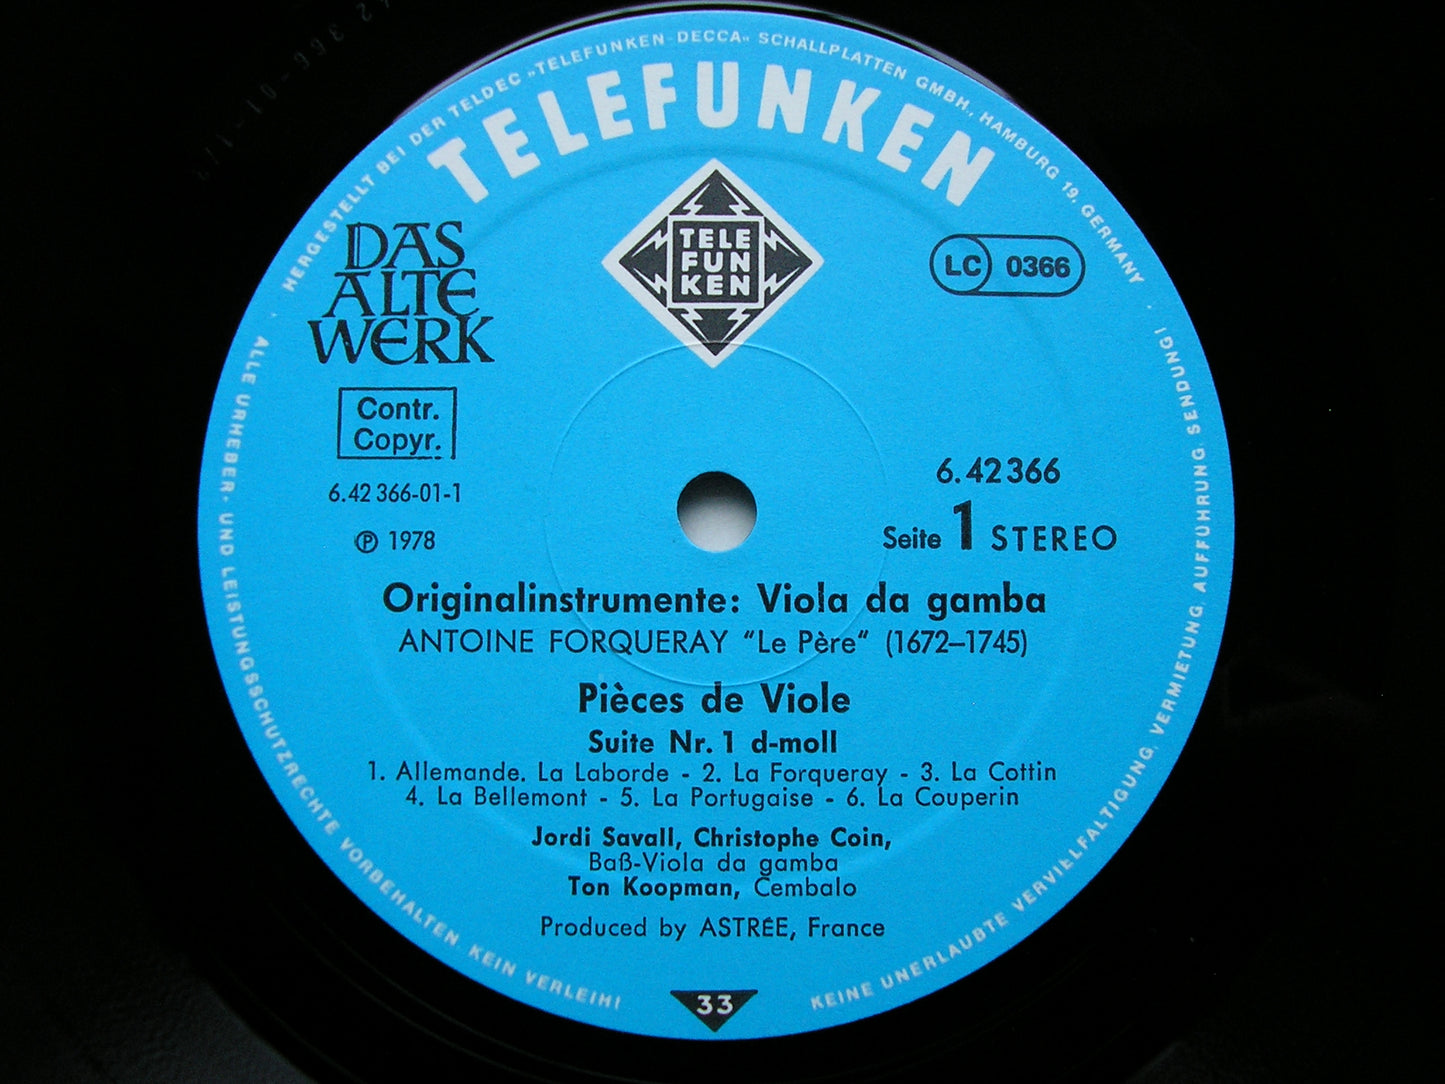 HERGESTELLT BEI DER TELDEC »TELEFUNKEN-DECCA« SCHALLPLATTEN GMBH., HAMBURG 19, GERMANY ·
TELEFUNKEN
TELE
FUN
KEN
DAS
ALTE
WERK
LC 0366
Contr.
Copyr.
6.42 366-01-1
℗ 1978
6.42 366
Seite 1 STEREO
Originalinstrumente: Viola da gamba
ANTOINE FORQUERAY "Le Père" (1672–1745)
Pièces de Viole
Suite Nr. 1 d-moll
1. Allemande. La Laborde - 2. La Forqueray - 3. La Cottin
4. La Bellemont - 5. La Portugaise - 6. La Couperin
Jordi Savall, Christophe Coin,
Baß-Viola da gamba
Ton Koopman, Cembalo
Produced by ASTRÉE, France
33
· ALLE URHEBER- UND LEISTUNGSSCHUTZRECHTE VORBEHALTEN KEIN VERLEIH!
KEINE UNERLAUBTE VERVIELFALTIGUNG, VERMIETUNG, AUFFUHRUNG, SENDUNG!